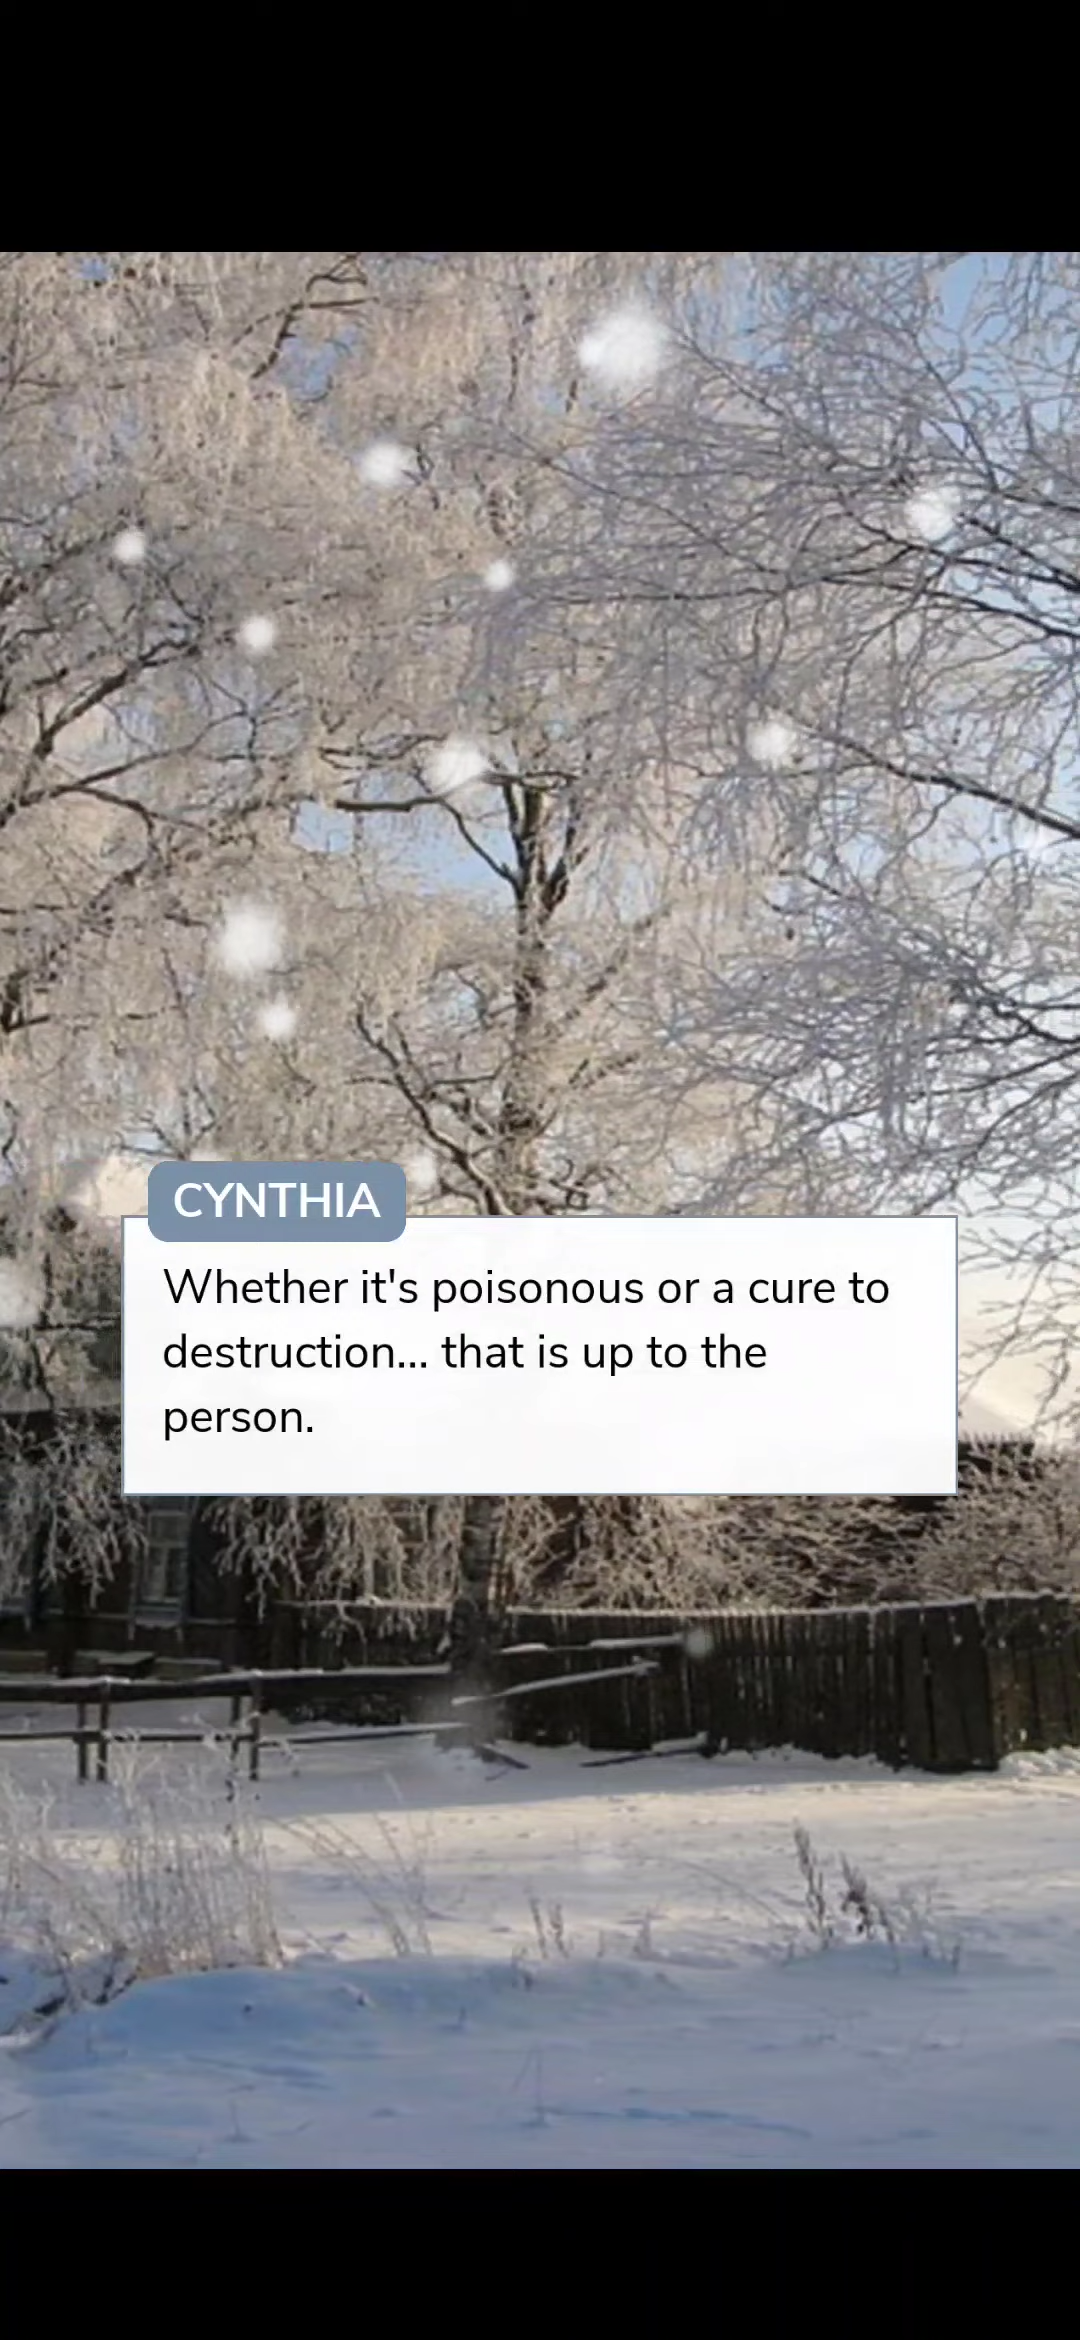 CYNTHIA
Whether it's poisonous or a cure to
destruction... that is up to the
person.